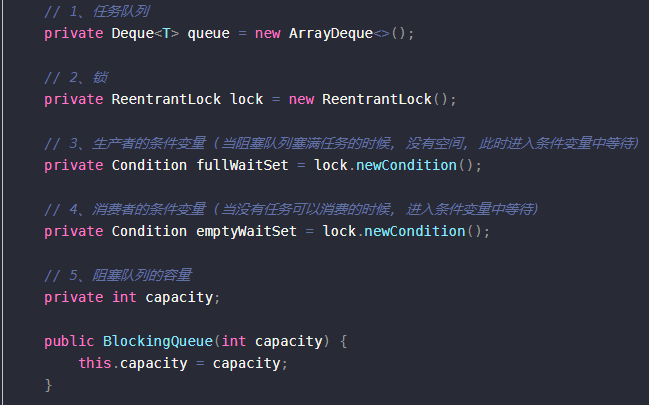 // 1、任务队列
private Deque<T> queue = new ArrayDeque<>();
// 2、锁
private ReentrantLock lock = new ReentrantLock();
// 3、生产者的条件变量 (当阻塞队列塞满任务的时候, 没有空间, 此时进入条件变量中等待)
private Condition fullWaitSet = lock.newCondition();
// 4、消费者的条件变量 (当没有任务可以消费的时候, 进入条件变量中等待)
private Condition emptyWaitSet = lock.newCondition();
// 5、阻塞队列的容量
private int capacity;
public BlockingQueue(int capacity) {
this.capacity = capacity;
}